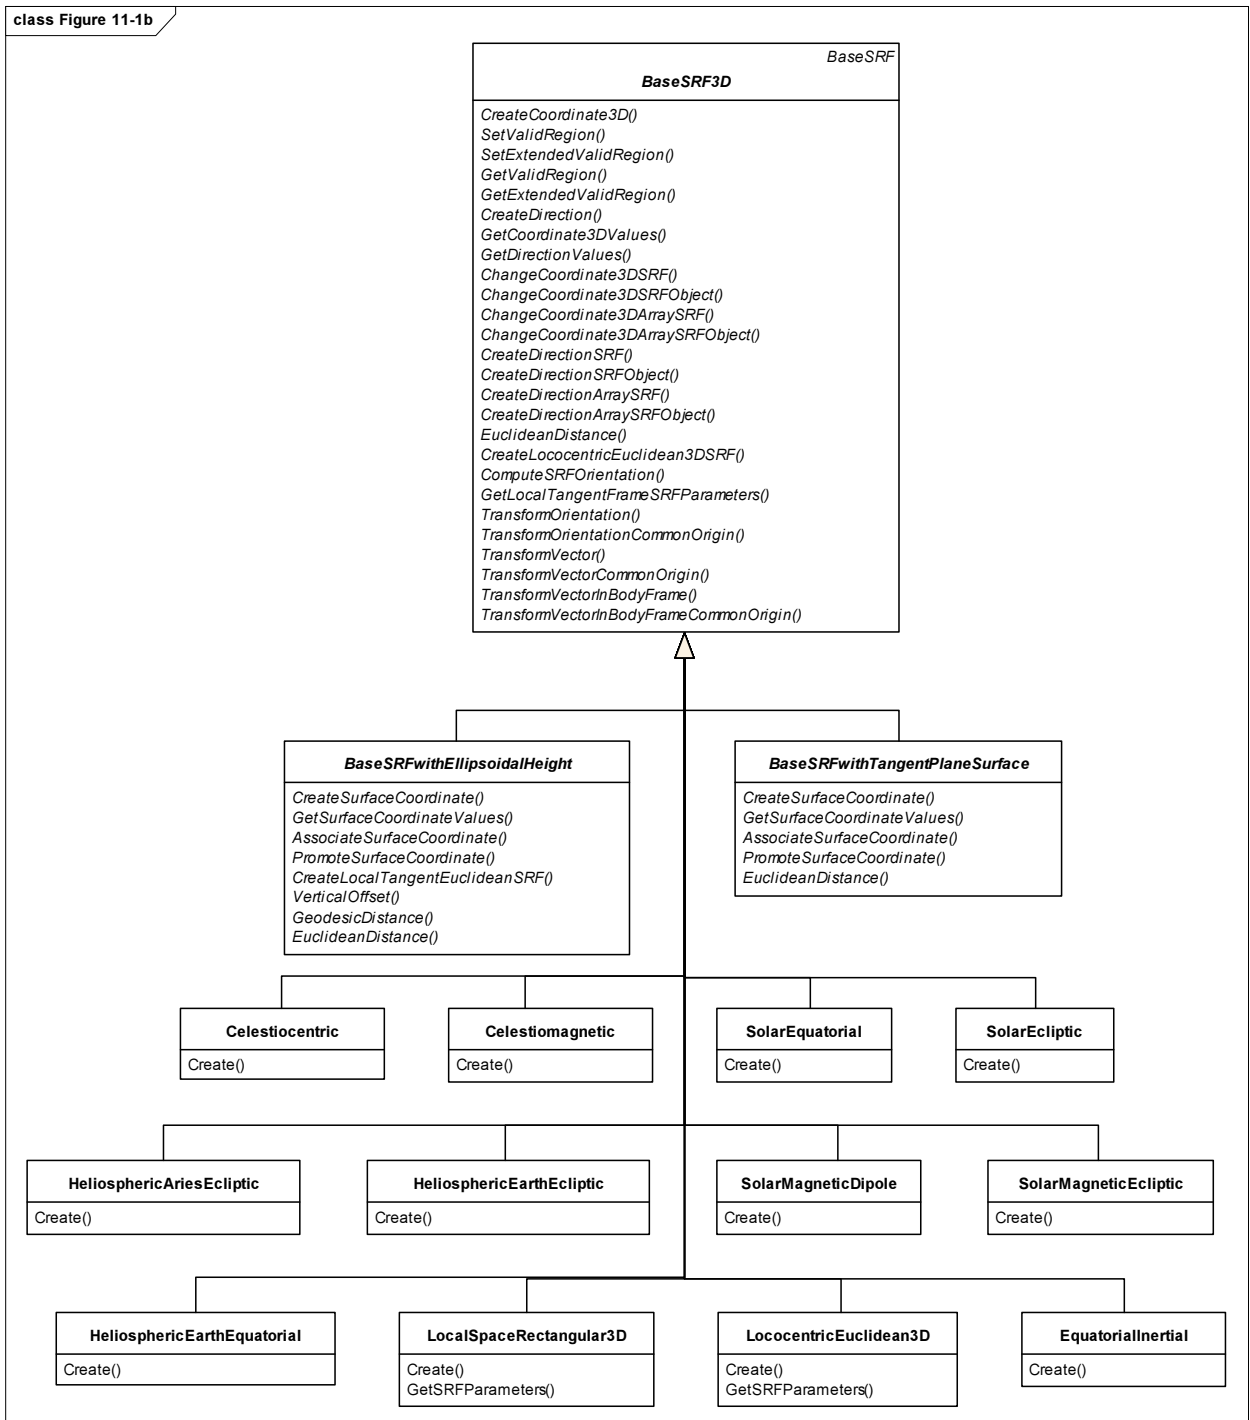 class Figure 11-1b
BaseSRF
BaseSRF3D
CreateCoordinate3D()
SetValidRegion()
SetExtendedValidRegion()
GetValidRegion()
GetExtendedValidRegion()
CreateDirection()
GetCoordinate3DValues()
GetDirectionValues()
ChangeCoordinate3DSRF()
ChangeCoordinate3DSRFObject()
ChangeCoordinate3DArraySRF()
ChangeCoordinate3DArraySRFObject()
CreateDirectionSRF()
CreateDirectionSRFObject()
CreateDirectionArraySRF()
CreateDirectionArraySRFObject()
EuclideanDistance()
CreateLococentricEuclidean3DSRF()
ComputeSRFOrientation()
GetLocalTangentFrameSRFParameters()
TransformOrientation()
TransformOrientationCommonOrigin()
TransformVector()
TransformVectorCommonOrigin()
TransformVectorInBodyFrame()
TransformVectorInBodyFrameCommonOrigin()
BaseSRFwithEllipsoidalHeight
CreateSurfaceCoordinate()
GetSurfaceCoordinateValues()
AssociateSurfaceCoordinate()
PromoteSurfaceCoordinate()
CreateLocalTangentEuclideanSRF()
VerticalOffset()
GeodesicDistance()
EuclideanDistance()
BaseSRFwithTangentPlaneSurface
CreateSurfaceCoordinate()
GetSurfaceCoordinateValues()
AssociateSurfaceCoordinate()
PromoteSurfaceCoordinate()
EuclideanDistance()
Celestiocentric
Create()
Celestiomagnetic
Create()
SolarEquatorial
Create()
SolarEcliptic
Create()
HeliosphericAriesEcliptic
Create()
HeliosphericEarthEcliptic
Create()
SolarMagneticDipole
Create()
SolarMagneticEcliptic
Create()
HeliosphericEarthEquatorial
Create()
LocalSpaceRectangular3D
Create()
GetSRFParameters()
LococentricEuclidean3D
Create()
GetSRFParameters()
EquatorialInertial
Create()